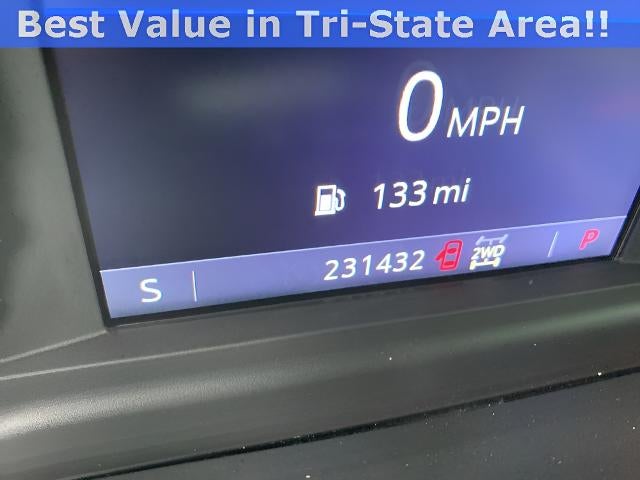 Best Value in Tri-State Area!!
0 MPH
133 mi
S 231432 2WD P